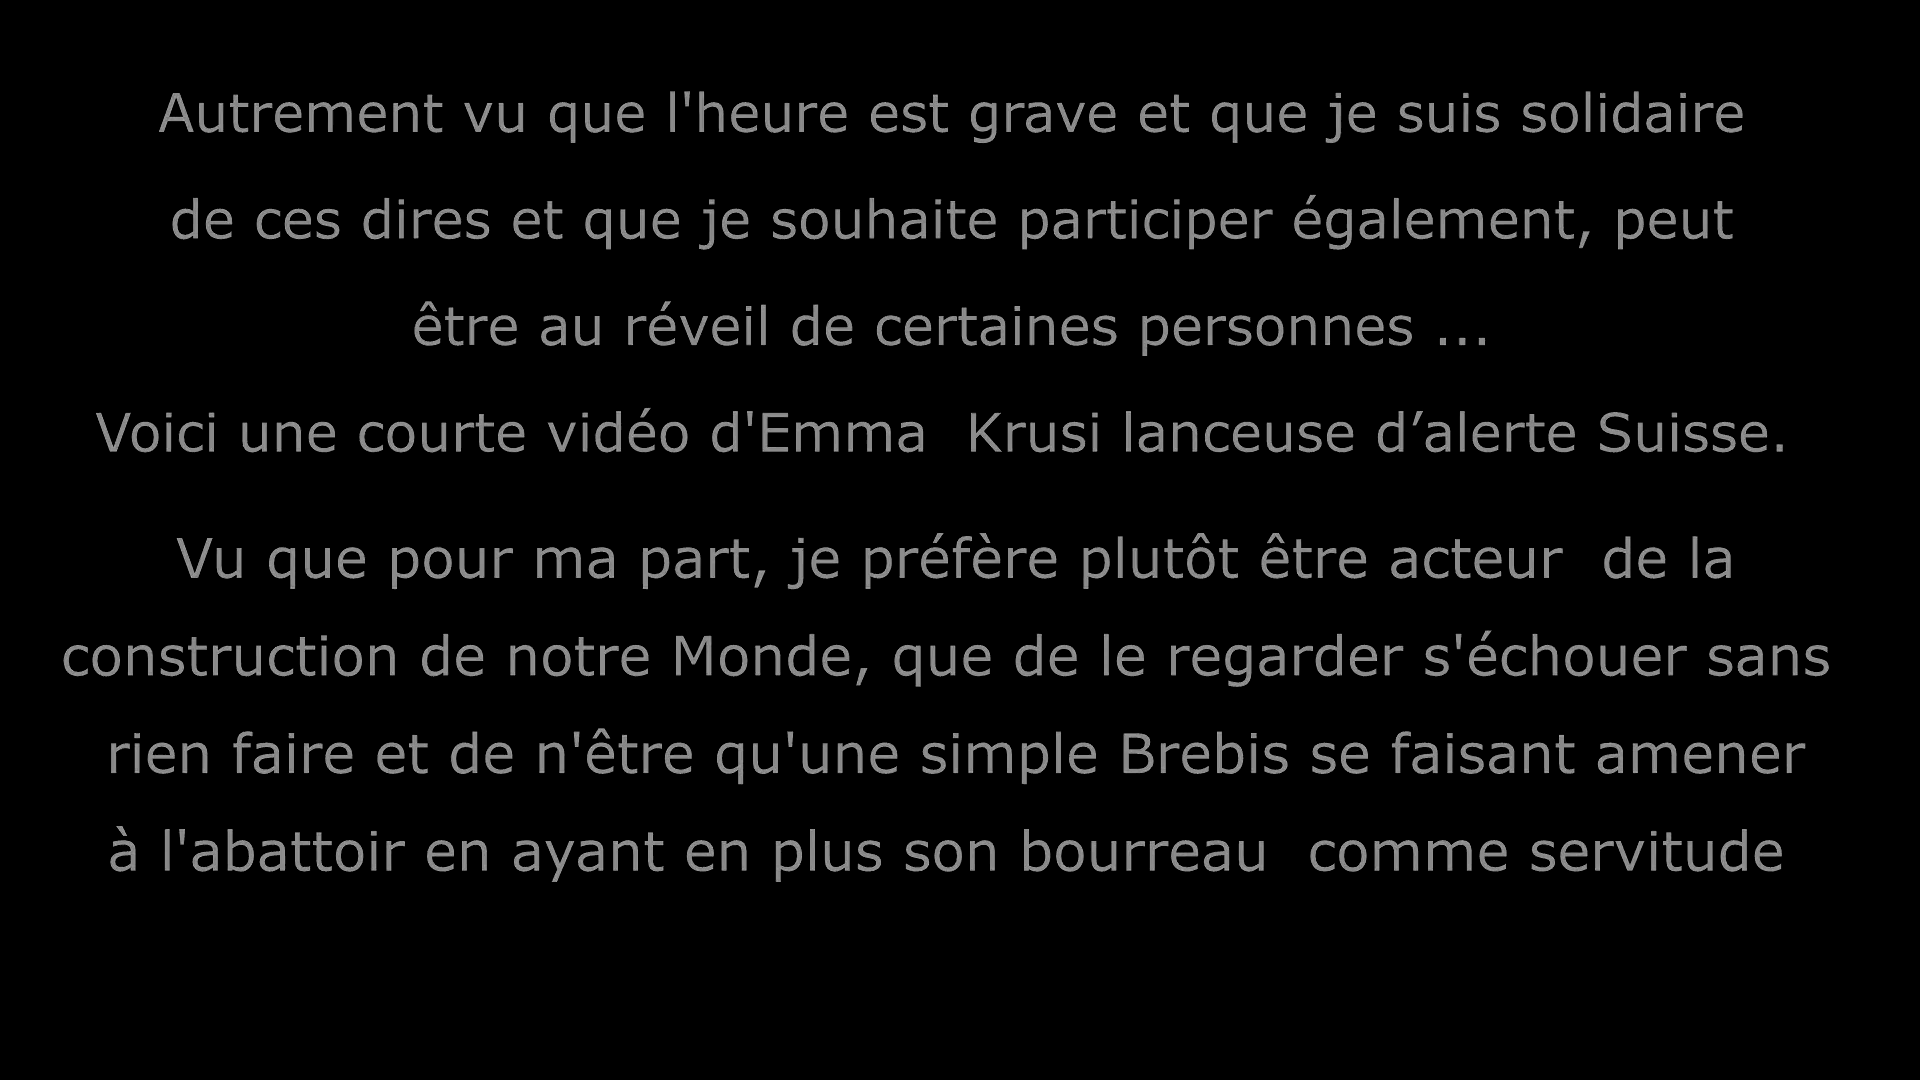 Autrement vu que l'heure est grave et que je suis solidaire
de ces dires et que je souhaite participer également, peut
être au réveil de certaines personnes ...
Voici une courte vidéo d'Emma  Krusi lanceuse d’alerte Suisse.
Vu que pour ma part, je préfère plutôt être acteur  de la
construction de notre Monde, que de le regarder s'échouer sans
rien faire et de n'être qu'une simple Brebis se faisant amener
à l'abattoir en ayant en plus son bourreau  comme servitude